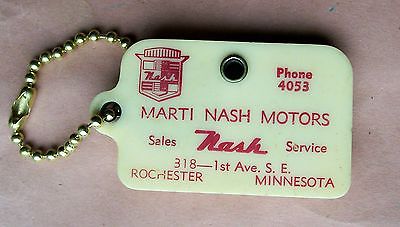 Nash
Phone
4053
MARTI NASH MOTORS
Sales Nash Service
318—1st Ave. S. E.
ROCHESTER MINNESOTA